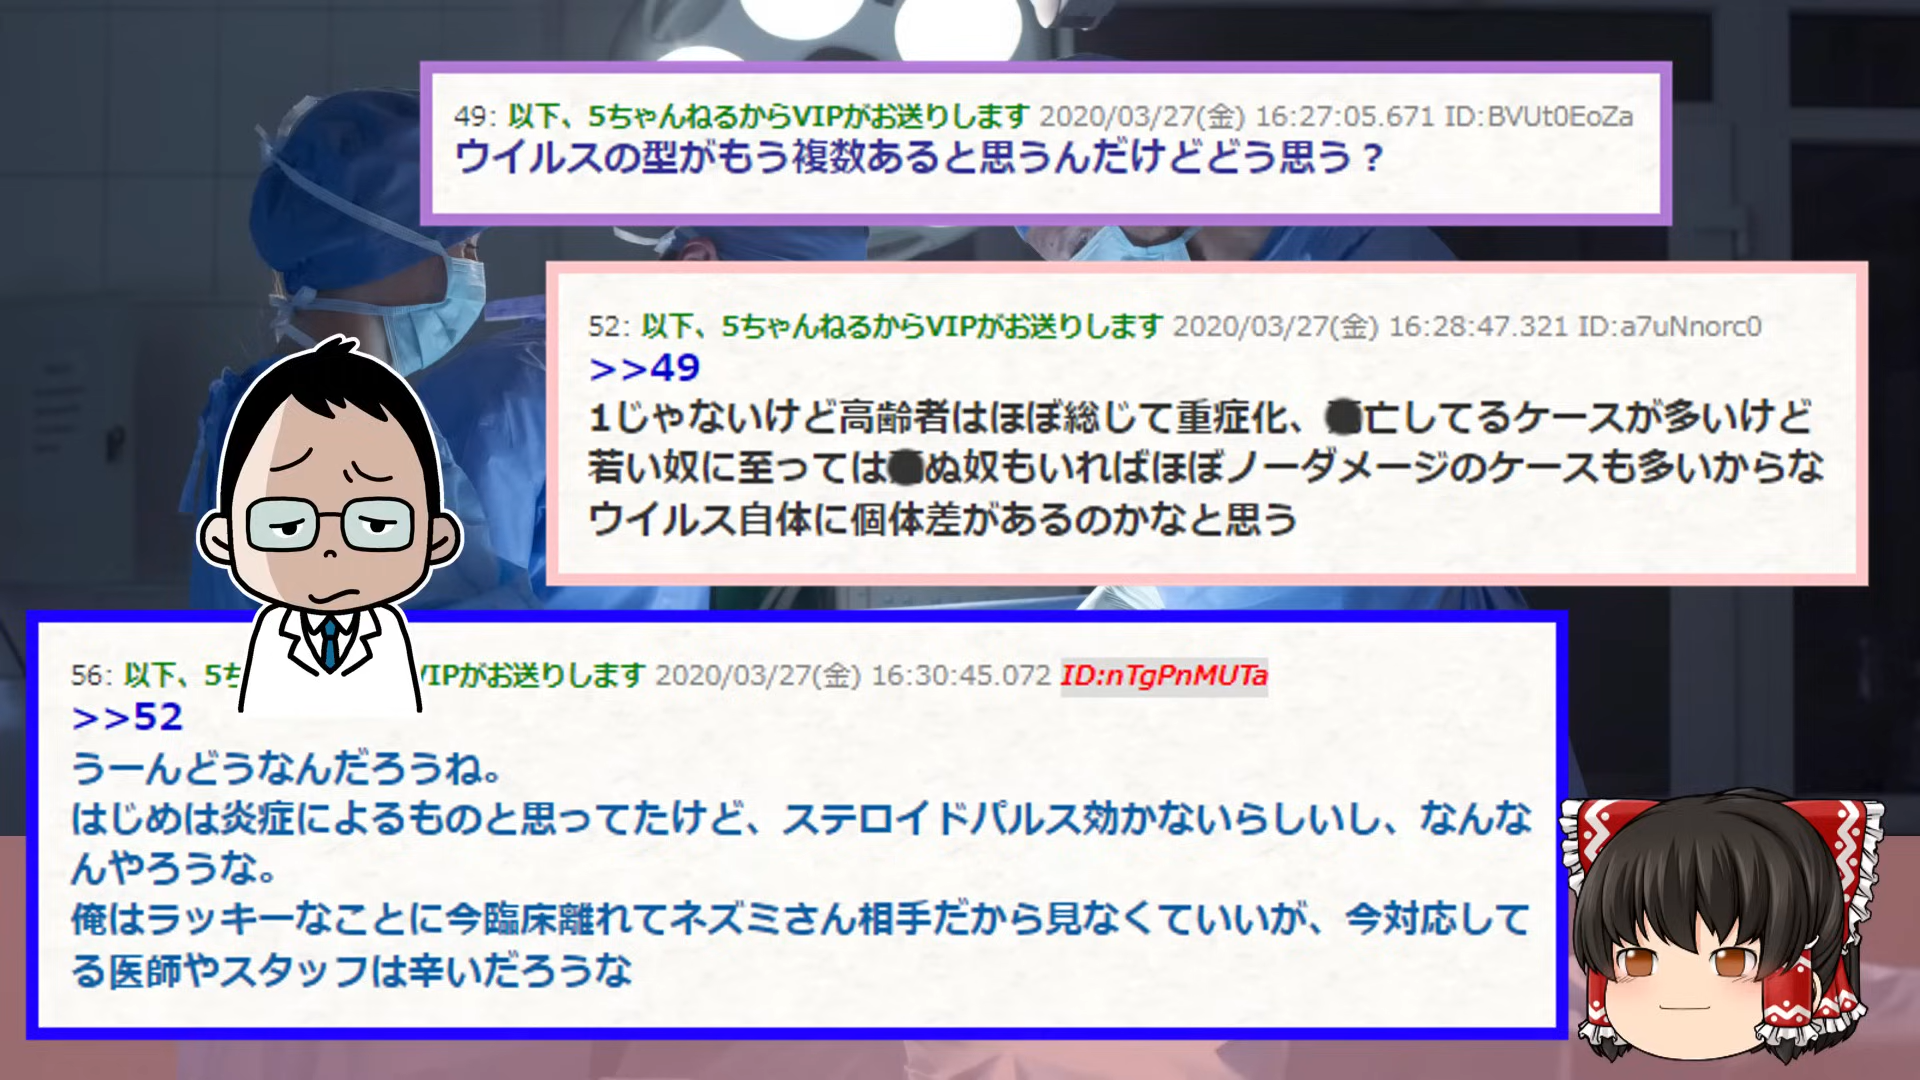 49: 以下、5ちゃんねるからVIPがお送りします 2020/03/27(金) 16:27:05.671 ID:BVUt0EoZa
ウイルスの型がもう複数あると思うんだけどどう思う？
52: 以下、5ちゃんねるからVIPがお送りします 2020/03/27(金) 16:28:47.321 ID:a7uNnorc0
>>49
1じゃないけど高齢者はほぼ総じて重症化、亡してるケースが多いけど
若い奴に至ってはぬ奴もいればほぼノーダメージのケースも多いからな
ウイルス自体に個体差があるのかなと思う
56: 以下、5ち VIPがお送りします 2020/03/27(金) 16:30:45.072 ID:nTgPnMUTa
>>52
うーんどうなんだろうね。
はじめは炎症によるものと思ってたけど、ステロイドパルス効かないらしいし、なんな
んやろうな。
俺はラッキーなことに今臨床離れてネズミさん相手だから見なくていいが、今対応して
る医師やスタッフは辛いだろうな